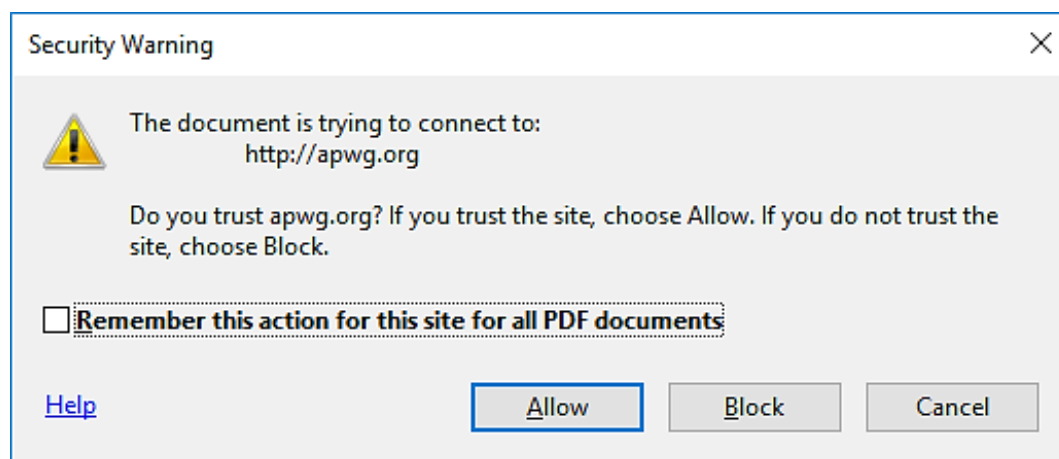 Security Warning
The document is trying to connect to:
http://apwg.org
Do you trust apwg.org? If you trust the site, choose Allow. If you do not trust the
site, choose Block.
Remember this action for this site for all PDF documents
Help
Allow
Block
Cancel